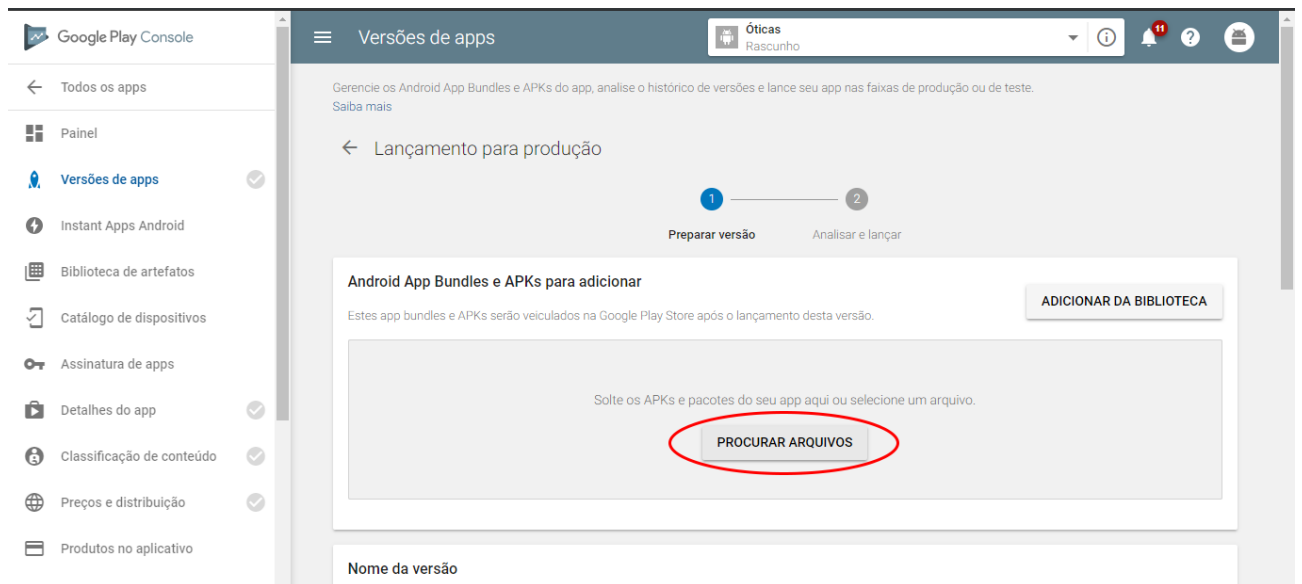 Google Play Console
Todos os apps
Painel
Versões de apps
Instant Apps Android
Biblioteca de artefatos
Catálogo de dispositivos
Assinatura de apps
Detalhes do app
Classificação de conteúdo
Preços e distribuição
Produtos no aplicativo
Versões de apps
Óticas
Rascunho
11
Gerencie os Android App Bundles e APKs do app, analise o histórico de versões e lance seu app nas faixas de produção ou de teste.
Saiba mais
Lançamento para produção
1
2
Preparar versão
Analisar e lançar
Android App Bundles e APKs para adicionar
ADICIONAR DA BIBLIOTECA
Estes app bundles e APKs serão veiculados na Google Play Store após o lançamento desta versão.
Solte os APKs e pacotes do seu app aqui ou selecione um arquivo.
PROCURAR ARQUIVOS
Nome da versão